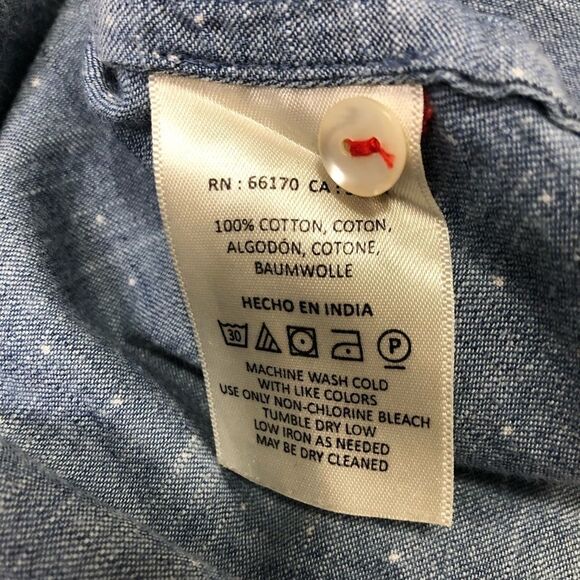 RN : 66170 CA :
100% COTTON, COTON,
ALGODÓN, COTONE,
BAUMWOLLE
HECHO EN INDIA
30 P
MACHINE WASH COLD
WITH LIKE COLORS
USE ONLY NON-CHLORINE BLEACH
TUMBLE DRY LOW
LOW IRON AS NEEDED
MAY BE DRY CLEANED